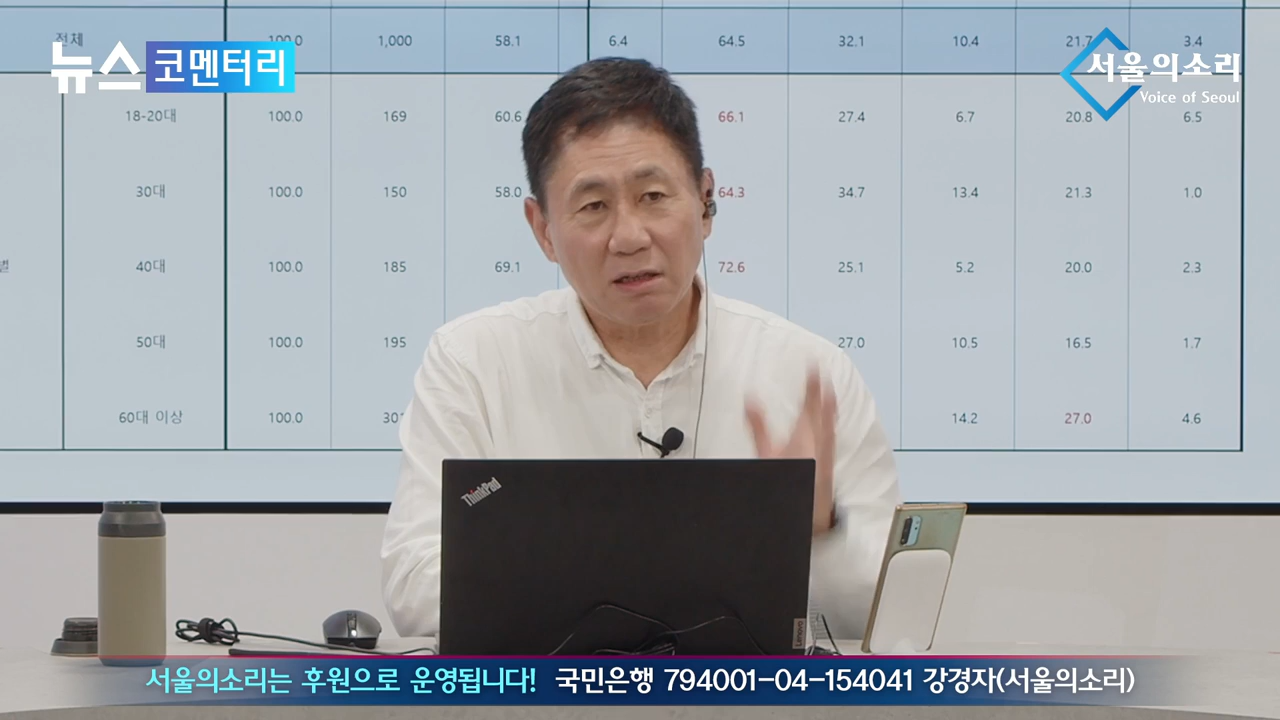 전체 100.0 1,000 58.1 6.4 64.5 32.1 10.4 21.7 3.4
뉴스 코멘터리
서울의소리
Voice of Seoul
18-20대 100.0 169 60.6 66.1 27.4 6.7 20.8 6.5
30대 100.0 150 58.0 64.3 34.7 13.4 21.3 1.0
별 40대 100.0 185 69.1 72.6 25.1 5.2 20.0 2.3
50대 100.0 195 27.0 10.5 16.5 1.7
60대 이상 100.0 14.2 27.0 4.6
ThinkPad
Lenovo
서울의소리는 후원으로 운영됩니다! 국민은행 794001-04-154041 강경자(서울의소리)